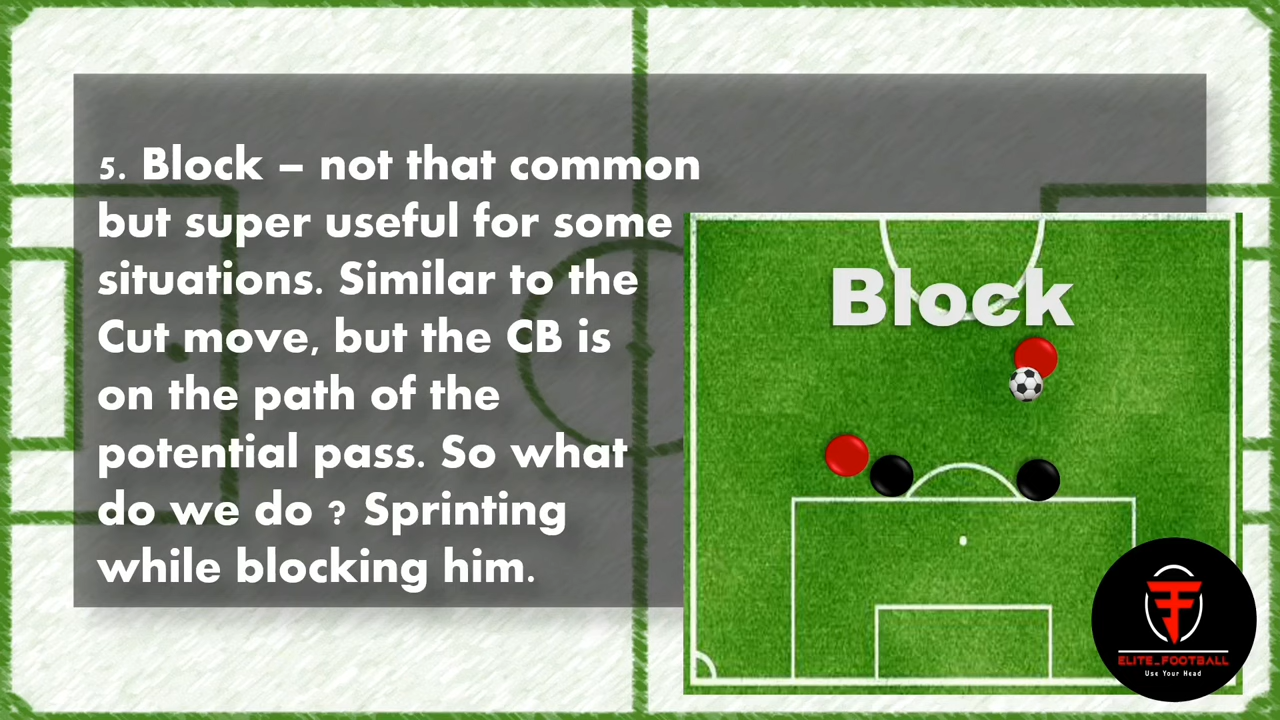 5. Block – not that common
but super useful for some
situations. Similar to the
Cut move, but the CB is
on the path of the
potential pass. So what
do we do ? Sprinting
while blocking him.
Block
ELITE_FOOTBALL
Use Your Head